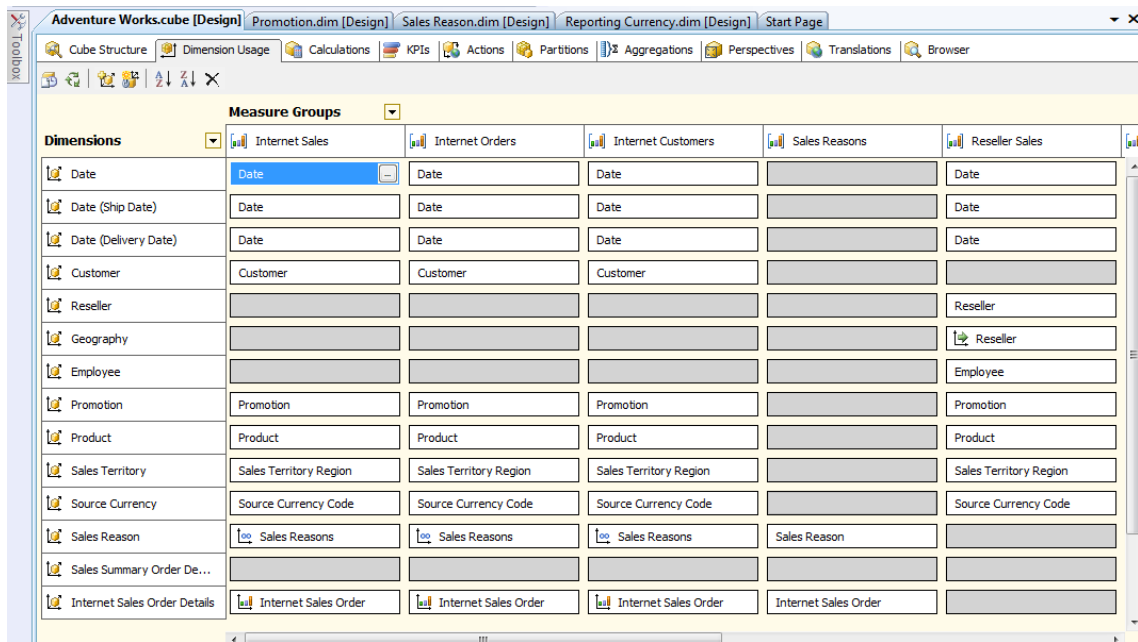 Adventure Works.cube [Design] Promotion.dim [Design] Sales Reason.dim [Design] Reporting Currency.dim [Design] Start Page
Toolbox
Cube Structure Dimension Usage Calculations KPIs Actions Partitions Aggregations Perspectives Translations Browser
Measure Groups
Dimensions Internet Sales Internet Orders Internet Customers Sales Reasons Reseller Sales
Date Date ... Date Date Date
Date (Ship Date) Date Date Date Date
Date (Delivery Date) Date Date Date Date
Customer Customer Customer Customer
Reseller Reseller
Geography Reseller
Employee Employee
Promotion Promotion Promotion Promotion Promotion
Product Product Product Product Product
Sales Territory Sales Territory Region Sales Territory Region Sales Territory Region Sales Territory Region
Source Currency Source Currency Code Source Currency Code Source Currency Code Source Currency Code
Sales Reason Sales Reasons Sales Reasons Sales Reasons Sales Reason
Sales Summary Order De...
Internet Sales Order Details Internet Sales Order Internet Sales Order Internet Sales Order Internet Sales Order